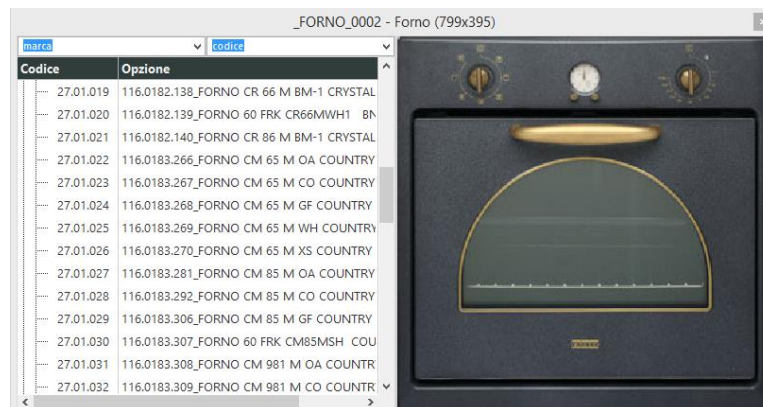 _FORNO_0002 - Forno (799x395)
marca codice
Codice Opzione
27.01.019 116.0182.138_FORNO CR 66 M BM-1 CRYSTAL
27.01.020 116.0182.139_FORNO 60 FRK CR66MWH1 BN
27.01.021 116.0182.140_FORNO CR 86 M BM-1 CRYSTAL
27.01.022 116.0183.266_FORNO CM 65 M OA COUNTRY
27.01.023 116.0183.267_FORNO CM 65 M CO COUNTRY
27.01.024 116.0183.268_FORNO CM 65 M GF COUNTRY
27.01.025 116.0183.269_FORNO CM 65 M WH COUNTRY
27.01.026 116.0183.270_FORNO CM 65 M XS COUNTRY
27.01.027 116.0183.281_FORNO CM 85 M OA COUNTRY
27.01.028 116.0183.292_FORNO CM 85 M CO COUNTRY
27.01.029 116.0183.306_FORNO CM 85 M GF COUNTRY
27.01.030 116.0183.307_FORNO 60 FRK CM85MSH COU
27.01.031 116.0183.308_FORNO CM 981 M OA COUNTR
27.01.032 116.0183.309_FORNO CM 981 M CO COUNTR